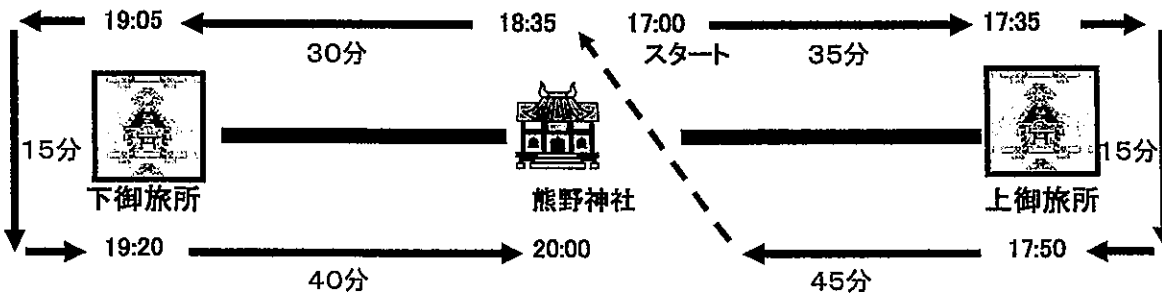 19:05
18:35
17:00
17:35
30分
スタート
35分
15分
15分
下御旅所
熊野神社
上御旅所
19:20
20:00
17:50
40分
45分